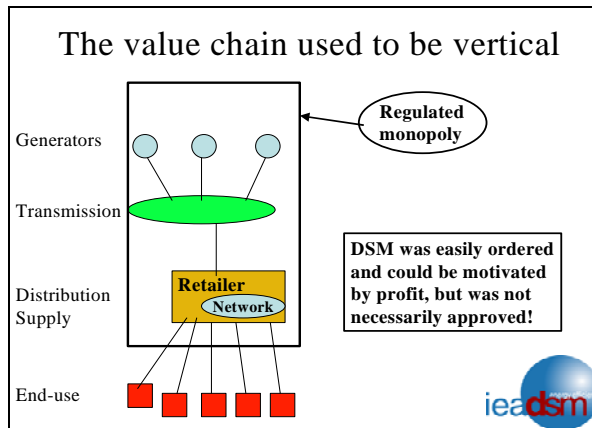 The value chain used to be vertical
Regulated
monopoly
Generators
Transmission
DSM was easily ordered
and could be motivated
by profit, but was not
necessarily approved!
Retailer
Network
Distribution
Supply
End-use
ieadsm